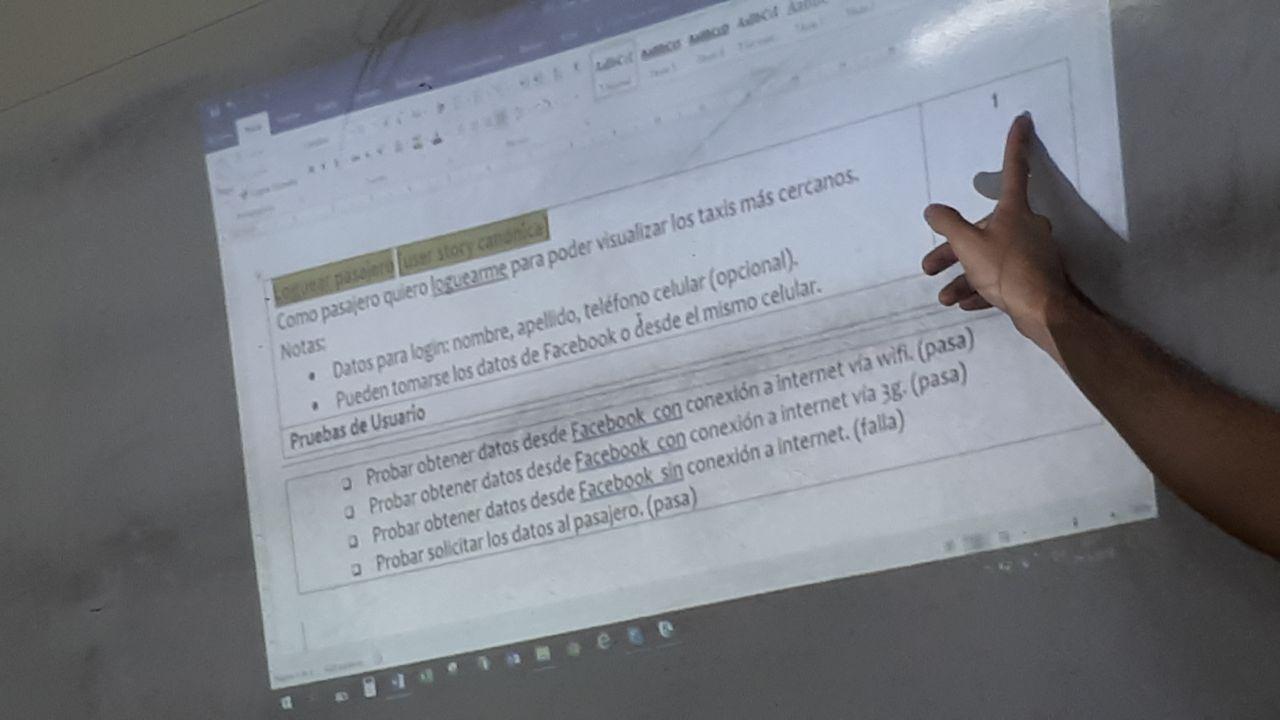 Loguear pasajero (user story canónica)
1
Como pasajero quiero loguearme para poder visualizar los taxis más cercanos.
Notas:
• Datos para login: nombre, apellido, teléfono celular (opcional).
• Pueden tomarse los datos de Facebook o desde el mismo celular.
Pruebas de Usuario
❑ Probar obtener datos desde Facebook con conexión a internet vía wifi. (pasa)
❑ Probar obtener datos desde Facebook con conexión a internet vía 3g. (pasa)
❑ Probar obtener datos desde Facebook sin conexión a internet. (falla)
❑ Probar solicitar los datos al pasajero. (pasa)